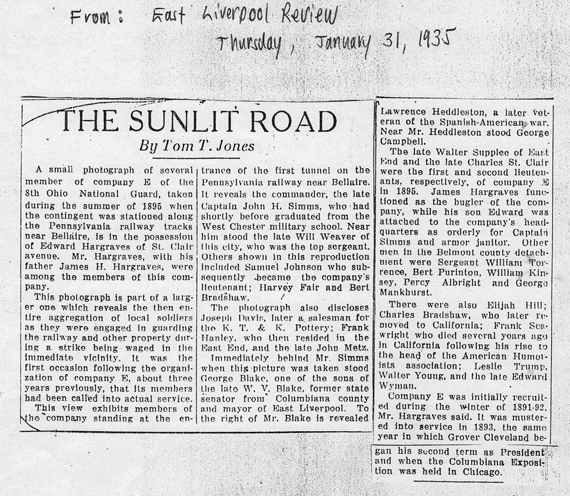 From: East Liverpool Review
Thursday, January 31, 1935
THE SUNLIT ROAD
By Tom T. Jones
A small photograph of several
member of company E of the
8th Ohio National Guard, taken
during the summer of 1895 when
the contingent was stationed along
the Pennsylvania railway tracks
near Bellaire, is in the possession
of Edward Hargraves of St. Clair
avenue. Mr. Hargraves, with his
father James H. Hargraves, were
among the members of this com-
pany.
This photograph is part of a larg-
er one which reveals the then en-
tire aggregation of local soldiers
as they were engaged in guarding
the railway and other property dur-
ing a strike being waged in the
immediate vicinity. It was the
first occasion following the organi-
zation of company E, about three
years previously, that its members
had been called into actual service.
This view exhibits members of
the company standing at the en-
trance of the first tunnel on the
Pennsylvania railway near Bellaire.
It reveals the commander, the late
Captain John H. Simms, who had
shortly before graduated from the
West Chester military school. Near
him stood the late Will Weaver of
this city, who was the top sergeant.
Others shown in this reproduction
included Samuel Johnson who sub-
sequently became the company's
lieutenant; Harvey Fair and Bert
Bradshaw.
The photograph also discloses
Joseph Davis, later a salesman for
the K. T. & K. Pottery; Frank
Hanley, who then resided in the
East End, and the late John Metz.
Immediately behind Mr. Simms
when this picture was taken stood
George Blake, one of the sons of
the late W. V. Blake, former state
senator from Columbiana county
and mayor of East Liverpool. To
the right of Mr. Blake is revealed
Lawrence Heddleston, a later vet-
eran of the Spanish-American war.
Near Mr. Heddleston stood George
Campbell.
The late Walter Supplee of East
End and the late Charles St. Clair
were the first and second lieuten-
ants, respectively, of company E
in 1895. James Hargraves func-
tioned as the bugler of the com-
pany, while his son Edward was
attached to the company's head-
quarters as orderly for Captain
Simms and armor janitor. Other
men in the Belmont county detach-
ment were Sergeant William Tor-
rence, Bert Purinton, William Kin-
sey, Percy Albright and George
Mankhurst.
There were also Elijah Hill;
Charles Bradshaw, who later re-
moved to California; Frank Sea-
wright who died several years ago
in California following his rise to
the head of the American Humor-
ists association; Leslie Trump,
Walter Young, and the late Edward
Wyman.
Company E was initially recruit-
ed during the winter of 1891-92,
Mr. Hargraves said. It was muster-
ed into service in 1893, the same
year in which Grover Cleveland be-
gan his second term as President
and when the Columbiana Exposi-
tion was held in Chicago.